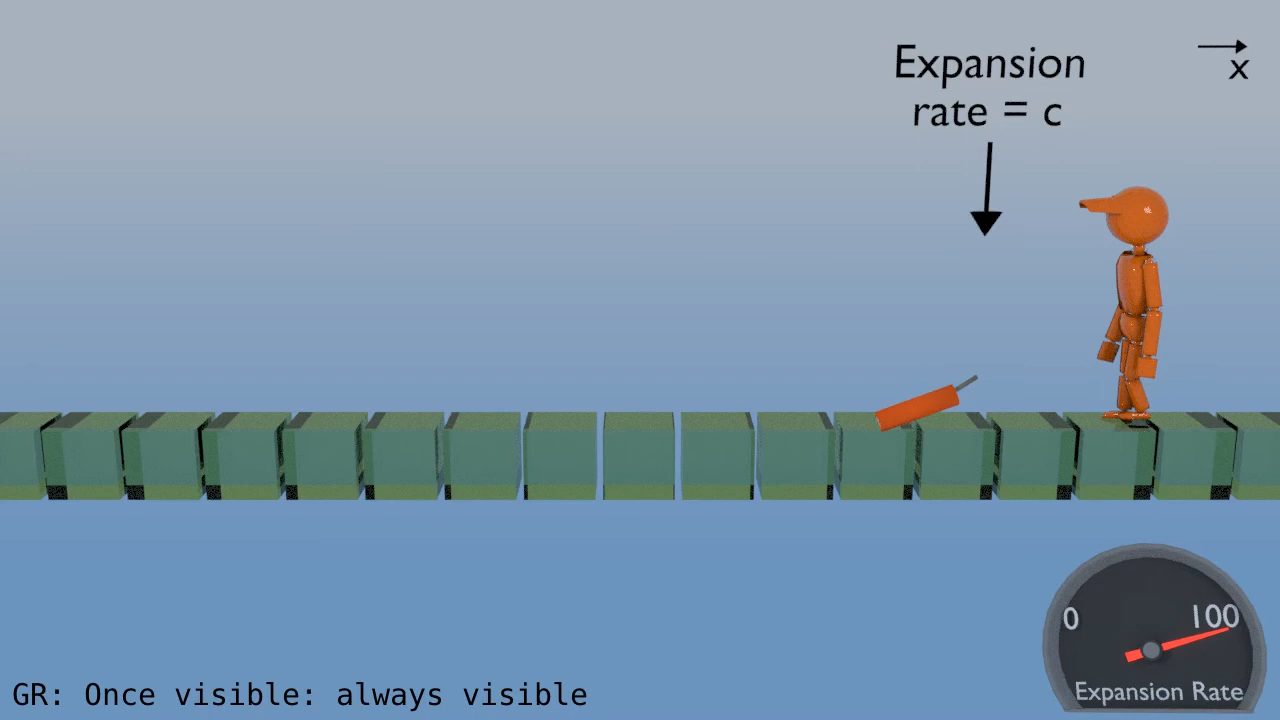 Expansion
rate = c
x
0
100
Expansion Rate
GR: Once visible: always visible